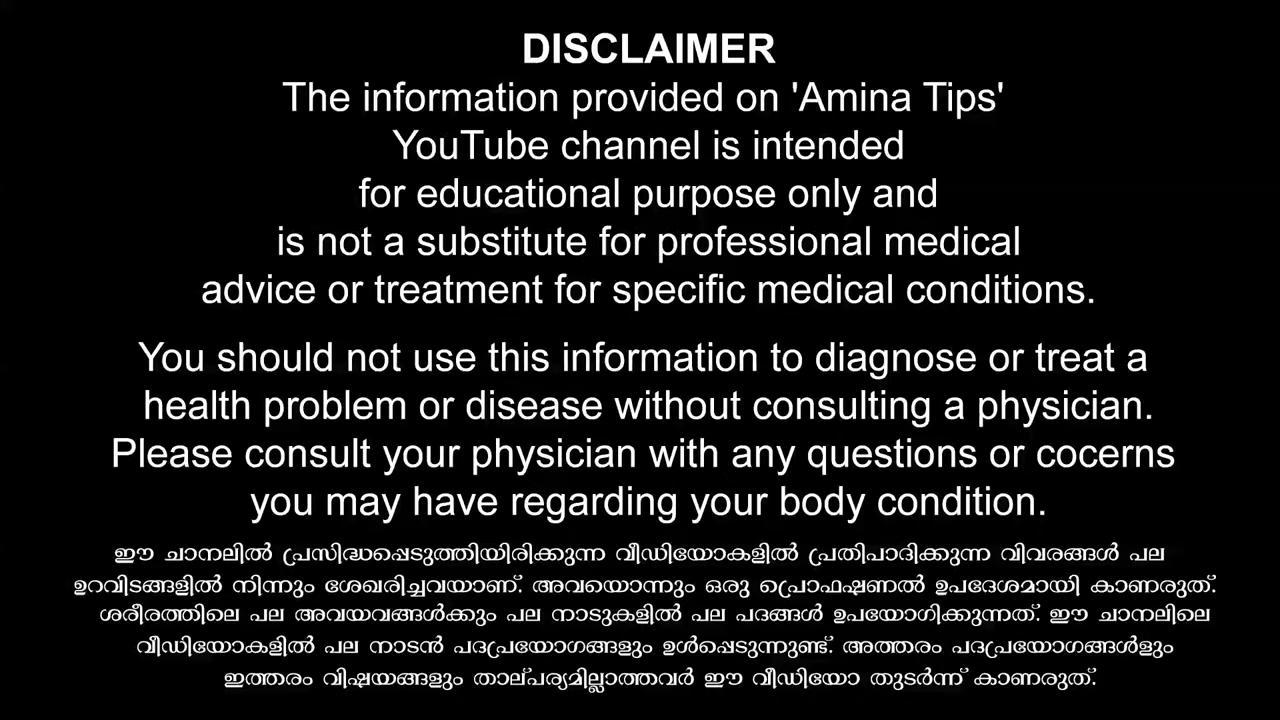 DISCLAIMER
The information provided on 'Amina Tips'
YouTube channel is intended
for educational purpose only and
is not a substitute for professional medical
advice or treatment for specific medical conditions.
You should not use this information to diagnose or treat a
health problem or disease without consulting a physician.
Please consult your physician with any questions or cocerns
you may have regarding your body condition.
ഈ ചാനലിൽ പ്രസിദ്ധപ്പെടുത്തിയിരിക്കുന്ന വീഡിയോകളിൽ പ്രതിപാദിക്കുന്ന വിവരങ്ങൾ പല
ഉറവിടങ്ങളിൽ നിന്നും ശേഖരിച്ചവയാണ്. അവയൊന്നും ഒരു പ്രൊഫഷണൽ ഉപദേശമായി കാണരുത്.
ശരീരത്തിലെ പല അവയവങ്ങൾക്കും പല നാടുകളിൽ പല പദങ്ങൾ ഉപയോഗിക്കുന്നത്. ഈ ചാനലിലെ
വീഡിയോകളിൽ പല നാടൻ പദപ്രയോഗങ്ങളും ഉൾപ്പെടുന്നുണ്ട്. അത്തരം പദപ്രയോഗങ്ങൾളും
ഇത്തരം വിഷയങ്ങളും താല്പര്യമില്ലാത്തവർ ഈ വീഡിയോ തുടർന്ന് കാണരുത്.